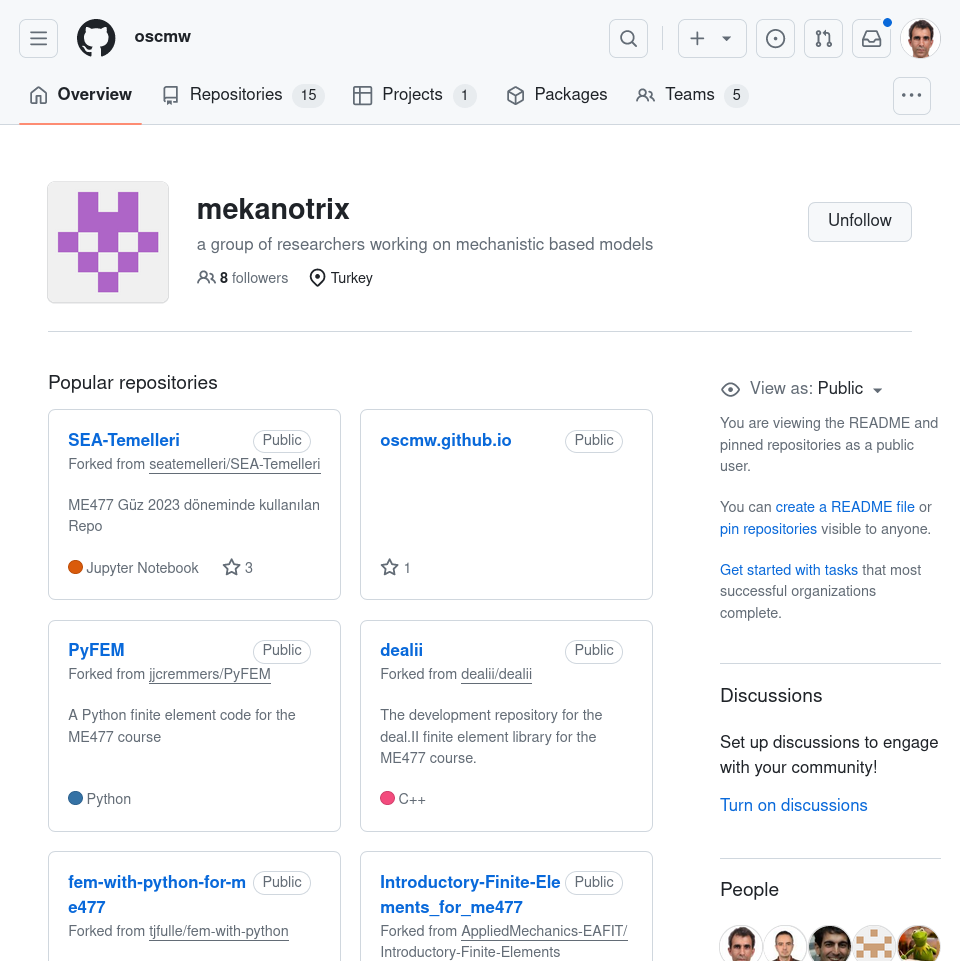 oscmw
Overview
Repositories 15
Projects 1
Packages
Teams 5
mekanotrix
a group of researchers working on mechanistic based models
8 followers
Turkey
Unfollow
Popular repositories
SEA-Temelleri
Public
Forked from seatemelleri/SEA-Temelleri
ME477 Güz 2023 döneminde kullanılan
Repo
Jupyter Notebook
3
oscmw.github.io
Public
1
PyFEM
Public
Forked from jjcremmers/PyFEM
A Python finite element code for the
ME477 course
Python
dealii
Public
Forked from dealii/dealii
The development repository for the
deal.II finite element library for the
ME477 course.
C++
fem-with-python-for-m
e477
Public
Forked from tjfulle/fem-with-python
Introductory-Finite-Ele
ments_for_me477
Public
Forked from AppliedMechanics-EAFIT/
Introductory-Finite-Elements
View as: Public
You are viewing the README and
pinned repositories as a public
user.
You can create a README file or
pin repositories visible to anyone.
Get started with tasks that most
successful organizations
complete.
Discussions
Set up discussions to engage
with your community!
Turn on discussions
People